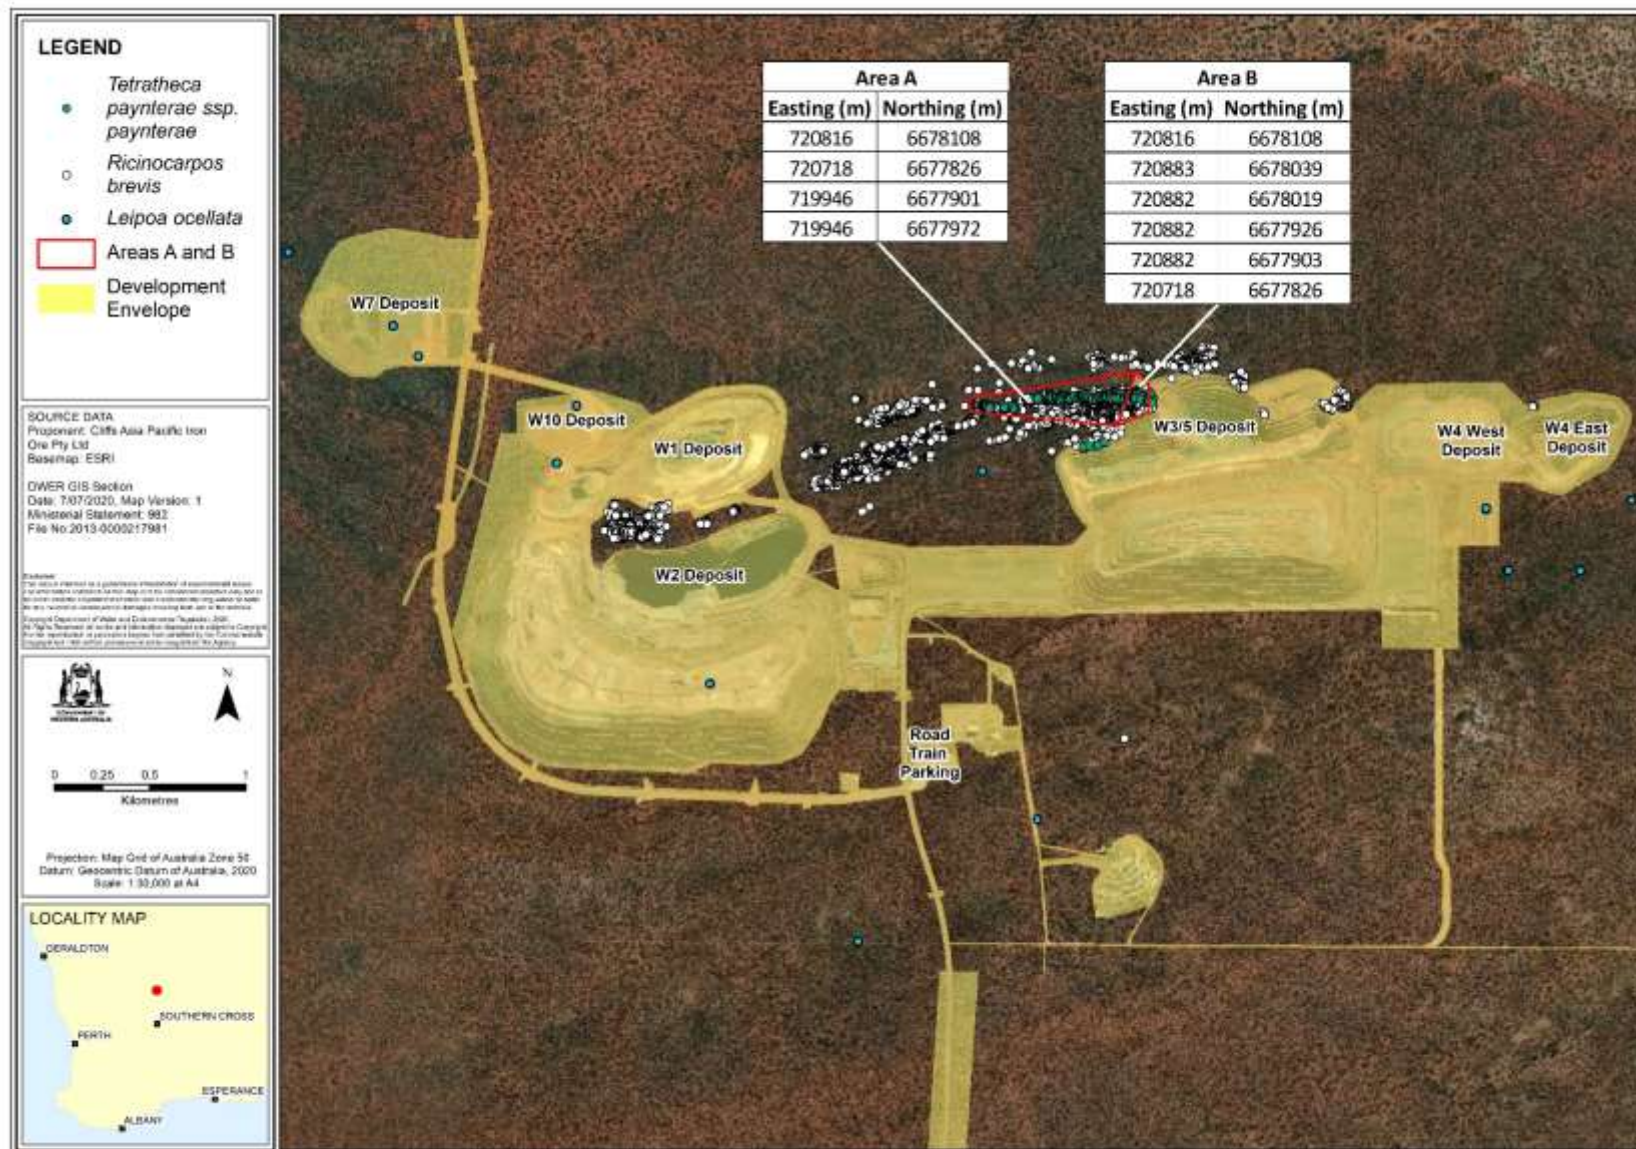 LEGEND
Tetratheca
paynterae ssp.
paynterae
Ricinocarpos
brevis
Leipoa ocellata
Areas A and B
Development
Envelope
SOURCE DATA
Proponent: Cliffs Asia Pacific Iron
Ore Pty Ltd
Basemap: ESRI
DWER GIS Section
Date: 7/07/2020, Map Version: 1
Ministerial Statement: 982
File No:2013-0000217981
GOVERNMENT OF
WESTERN AUSTRALIA
N
0 0.25 0.5 1
Kilometres
Projection: Map Grid of Australia Zone 50
Datum: Geocentric Datum of Australia, 2020
Scale: 1:30,000 at A4
LOCALITY MAP
GERALDTON
SOUTHERN CROSS
PERTH
ESPERANCE
ALBANY
Area A
Easting (m) Northing (m)
720816 6678108
720718 6677826
719946 6677901
719946 6677972
Area B
Easting (m) Northing (m)
720816 6678108
720883 6678039
720882 6678019
720882 6677926
720882 6677903
720718 6677826
W7 Deposit
W10 Deposit
W1 Deposit
W3/5 Deposit
W4 West
Deposit
W4 East
Deposit
W2 Deposit
Road
Train
Parking